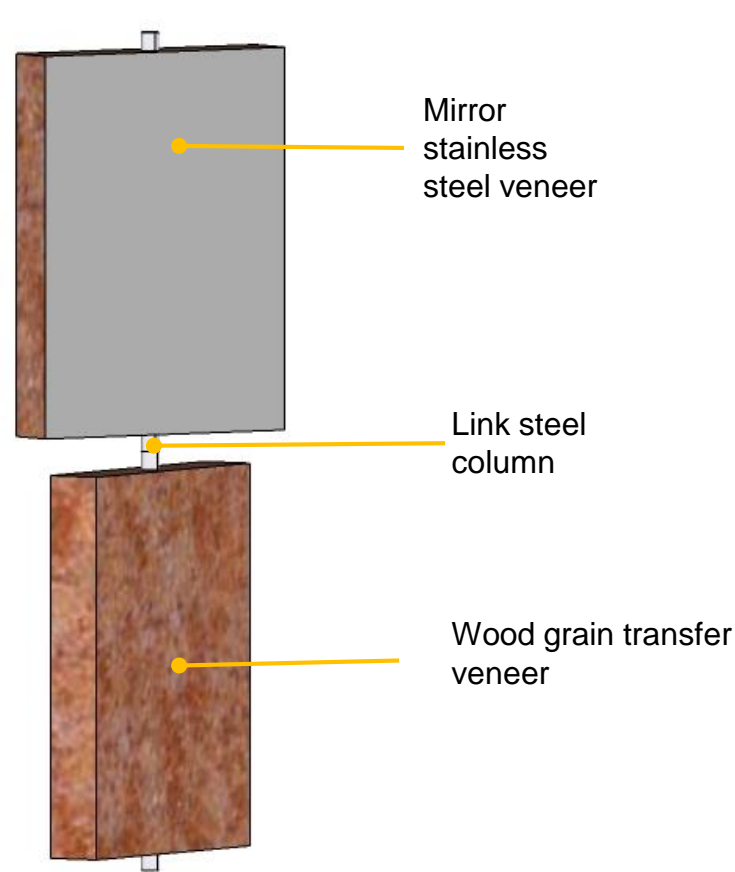 Mirror
stainless
steel veneer
Link steel
column
Wood grain transfer
veneer